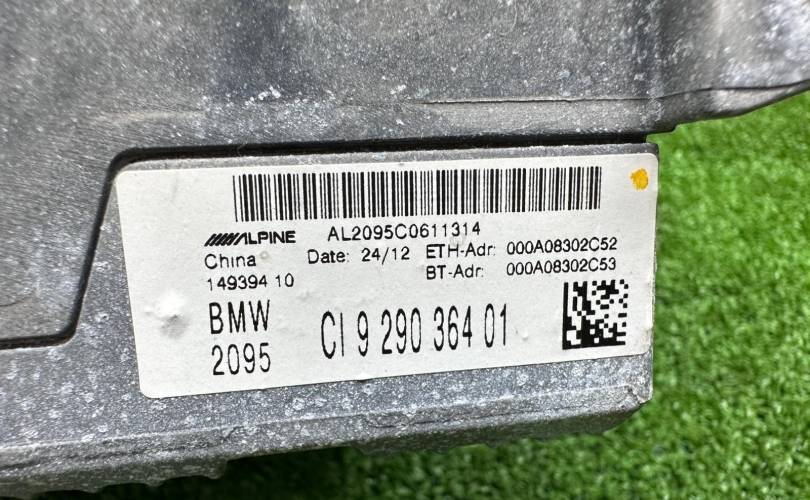 ALPINE AL2095C0611314
China Date: 24/12 ETH-Adr: 000A08302C52
149394 10 BT-Adr: 000A08302C53
BMW
2095 CI 9 290 364 01